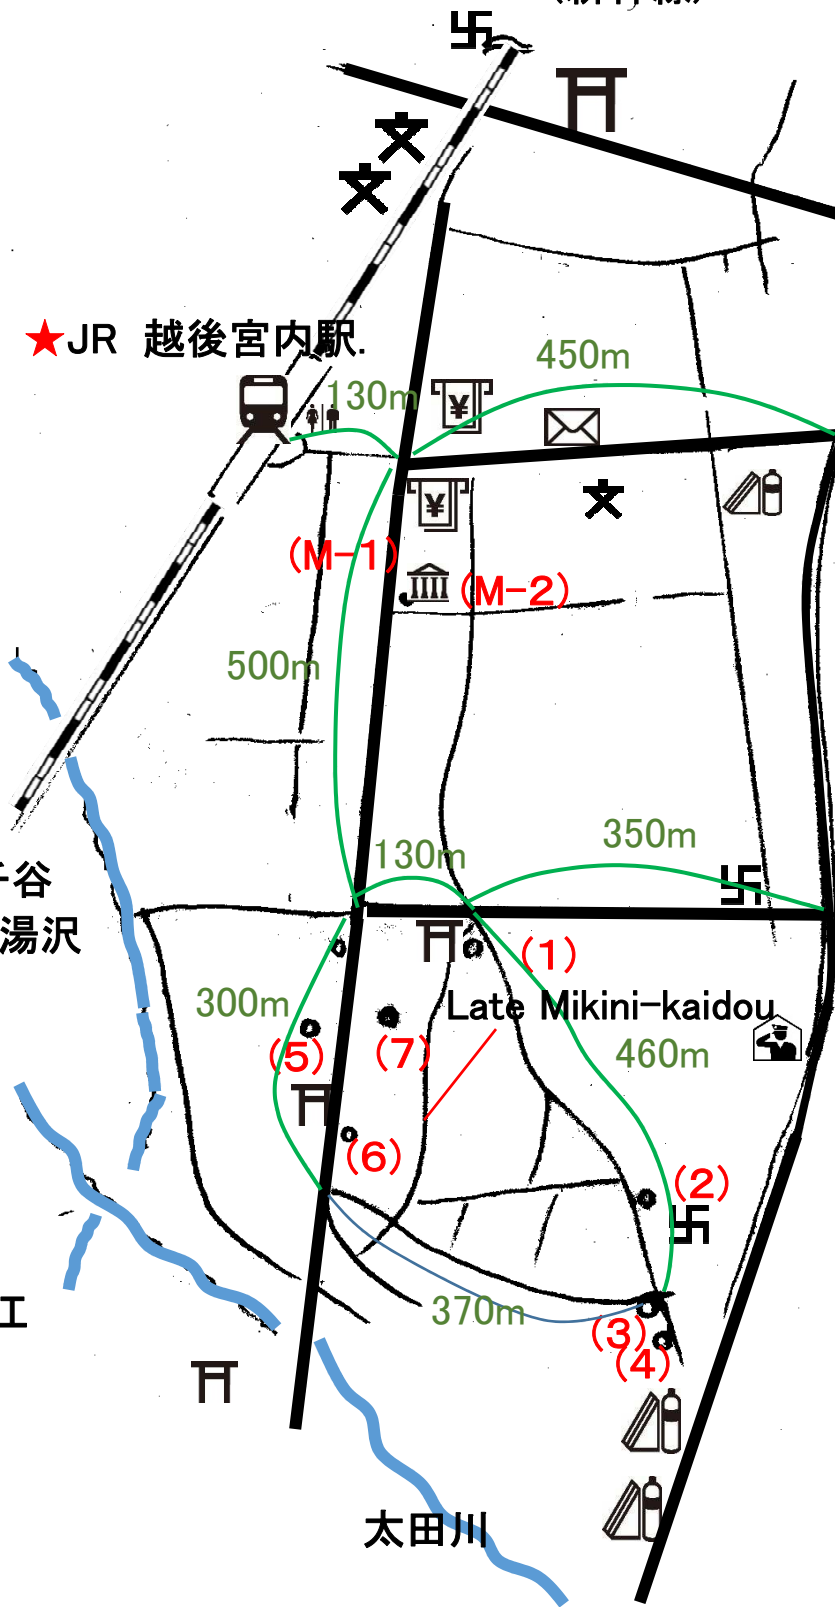 ★JR 越後宮内駅.
450m
130m
(M-1)
(M-2)
500m
350m
130m
谷
湯沢
(1)
300m
Late Mikini-kaidou
460m
(5)
(7)
(6)
(2)
工
370m
(3)
(4)
太田川